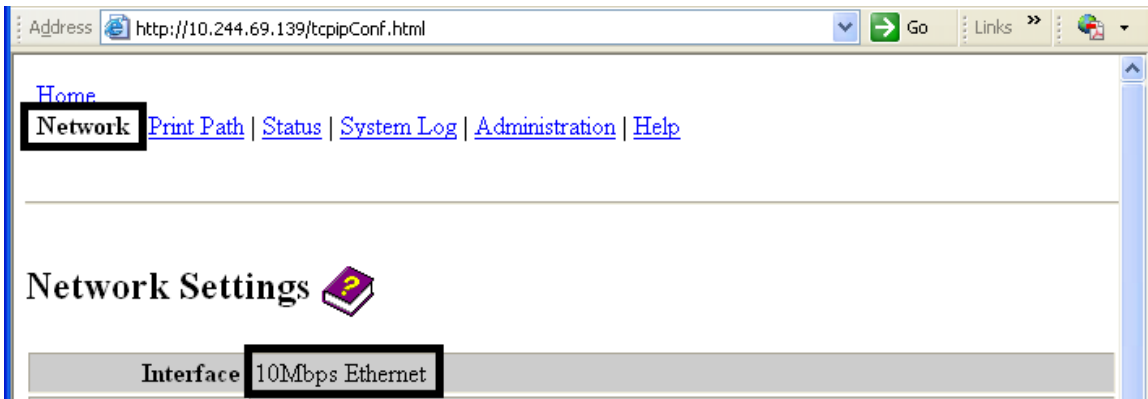 Address http://10.244.69.139/tcpipConf.html Go Links »
Home
Network Print Path | Status | System Log | Administration | Help
Network Settings ?
Interface 10Mbps Ethernet